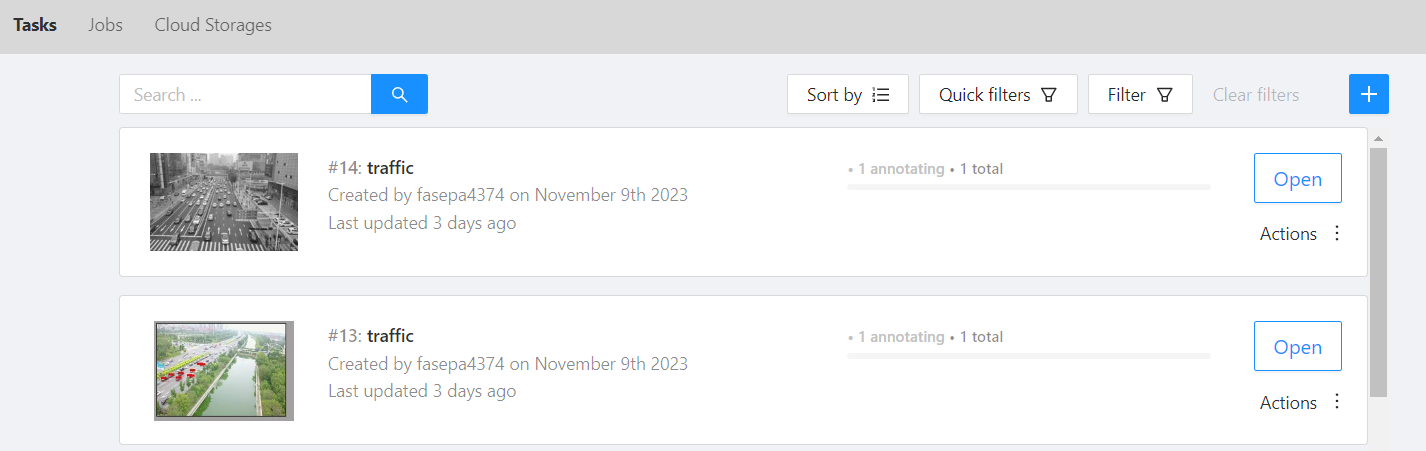 Tasks Jobs Cloud Storages
Search ... Sort by Quick filters Filter Clear filters
#14: traffic
Created by fasepa4374 on November 9th 2023
Last updated 3 days ago
• 1 annotating • 1 total
Open
Actions
#13: traffic
Created by fasepa4374 on November 9th 2023
Last updated 3 days ago
• 1 annotating • 1 total
Open
Actions